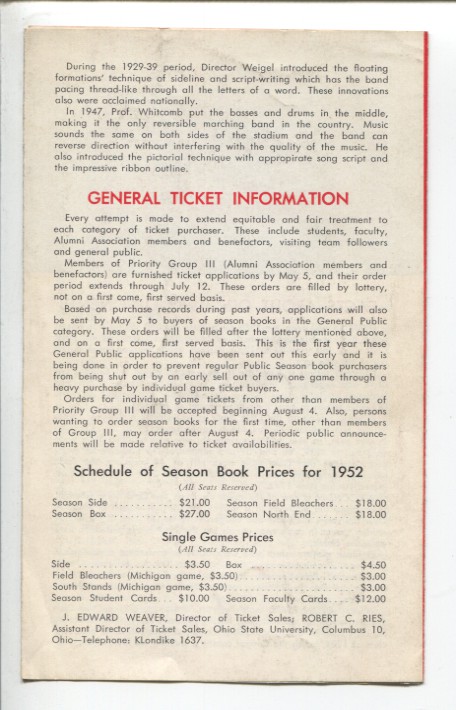 During the 1929-39 period, Director Weigel introduced the floating
formations' technique of sideline and script-writing which has the band
pacing thread-like through all the letters of a word. These innovations
also were acclaimed nationally.
In 1947, Prof. Whitcomb put the basses and drums in the middle,
making it the only reversible marching band in the country. Music
sounds the same on both sides of the stadium and the band can
reverse direction without interfering with the quality of the music. He
also introduced the pictorial technique with appropirate song script and
the impressive ribbon outline.
GENERAL TICKET INFORMATION
Every attempt is made to extend equitable and fair treatment to
each category of ticket purchaser. These include students, faculty,
Alumni Association members and benefactors, visiting team followers
and general public.
Members of Priority Group III (Alumni Association members and
benefactors) are furnished ticket applications by May 5, and their order
period extends through July 12. These orders are filled by lottery,
not on a first come, first served basis.
Based on purchase records during past years, applications will also
be sent by May 5 to buyers of season books in the General Public
category. These orders will be filled after the lottery mentioned above,
and on a first come, first served basis. This is the first year these
General Public applications have been sent out this early and it is
being done in order to prevent regular Public Season book purchasers
from being shut out by an early sell out of any one game through a
heavy purchase by individual game ticket buyers.
Orders for individual game tickets from other than members of
Priority Group III will be accepted beginning August 4. Also, persons
wanting to order season books for the first time, other than members
of Group III, may order after August 4. Periodic public announce-
ments will be made relative to ticket availabilities.
Schedule of Season Book Prices for 1952
(All Seats Reserved)
Season Side ........... $21.00 Season Field Bleachers... $18.00
Season Box ........... $27.00 Season North End ...... $18.00
Single Games Prices
(All Seats Reserved)
Side .................. $3.50 Box .................. $4.50
Field Bleachers (Michigan game, $3.50) .................. $3.00
South Stands (Michigan game, $3.50) .................. $3.00
Season Student Cards... $10.00 Season Faculty Cards.... $12.00
J. EDWARD WEAVER, Director of Ticket Sales; ROBERT C. RIES,
Assistant Director of Ticket Sales, Ohio State University, Columbus 10,
Ohio—Telephone: KLondike 1637.